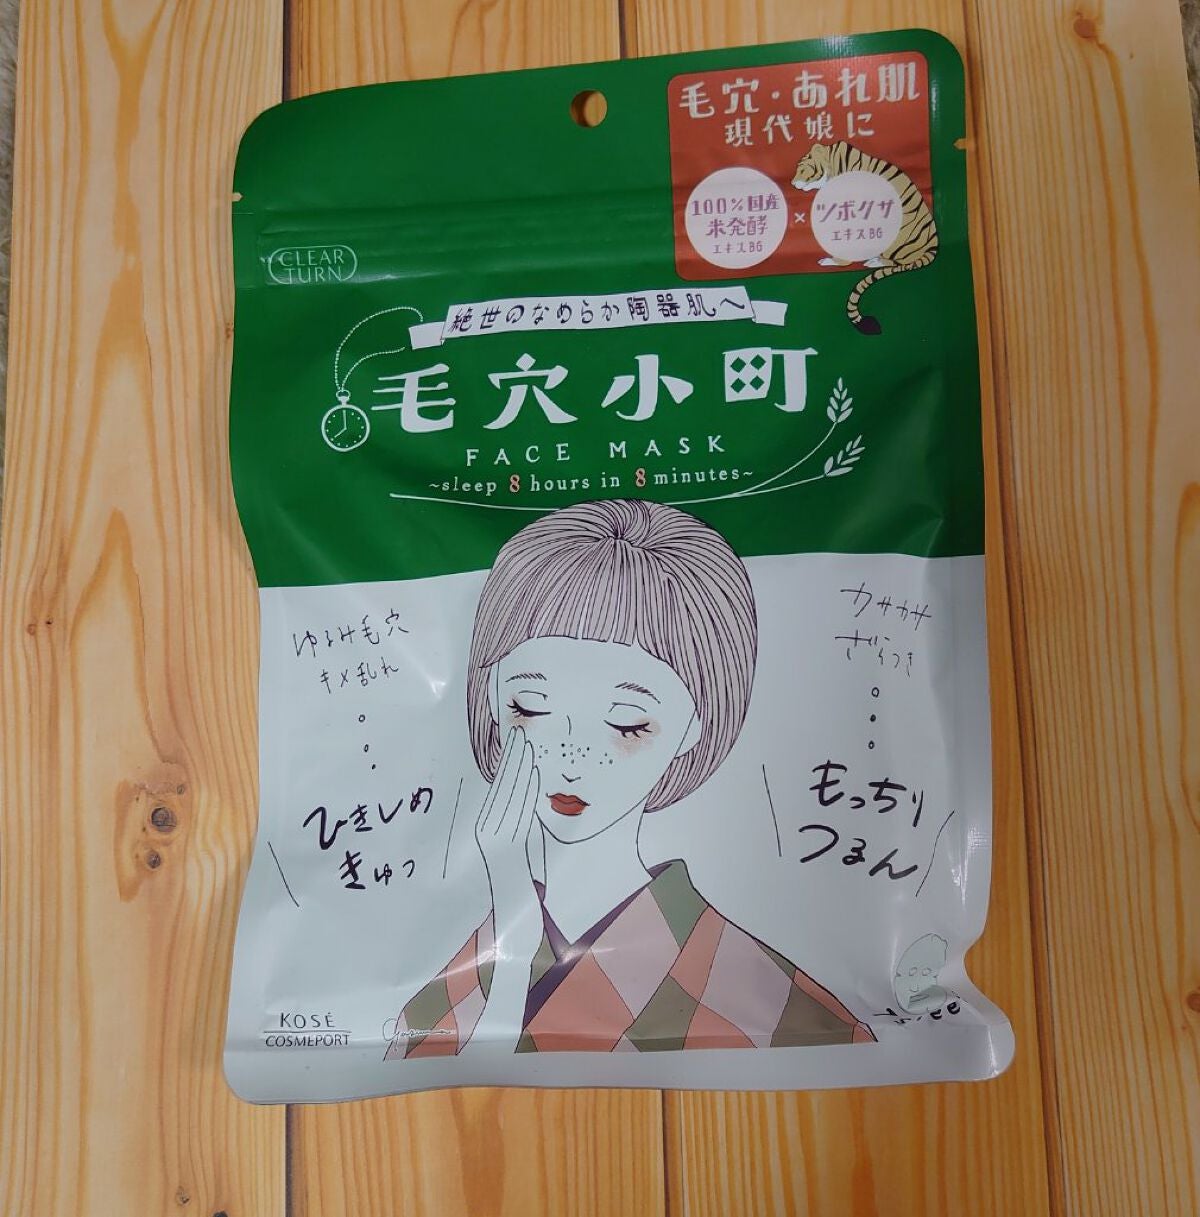 毛穴・あれ肌
現代娘に
100%国産
米発酵
エキスBG
×
ツボクサ
エキスBG
CICA
CLEAR
TURN
絶世のなめらか陶器肌へ
毛穴小町
FACE MASK
~sleep 8 hours in 8 minutes~
ゆるみ毛穴
キメ乱れ
ひきしめ
きゅっ
カサカサ
ざらつき
もっちり
つるん
KOSÉ
COSMEPORT